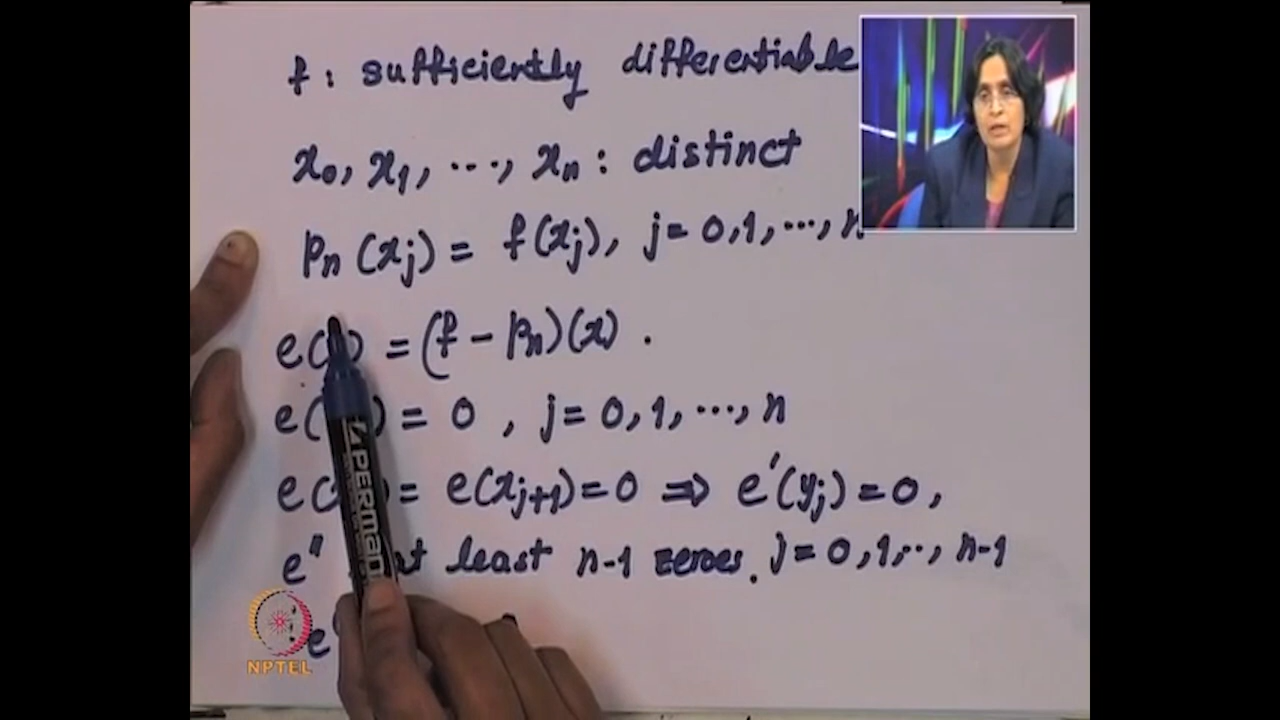 f : sufficiently differentiable
x₀, x₁, ..., xₙ : distinct
pₙ(xⱼ) = f(xⱼ), j = 0, 1, ..., n
e( ) = (f - pₙ)(x).
e( ) = 0, j = 0, 1, ..., n
e(x = e(xⱼ₊₁) = 0 ⇒ e′(yⱼ) = 0,
e″ at least n-1 zeroes. j = 0, 1, .., n-1
e
PERMAN
NPTEL